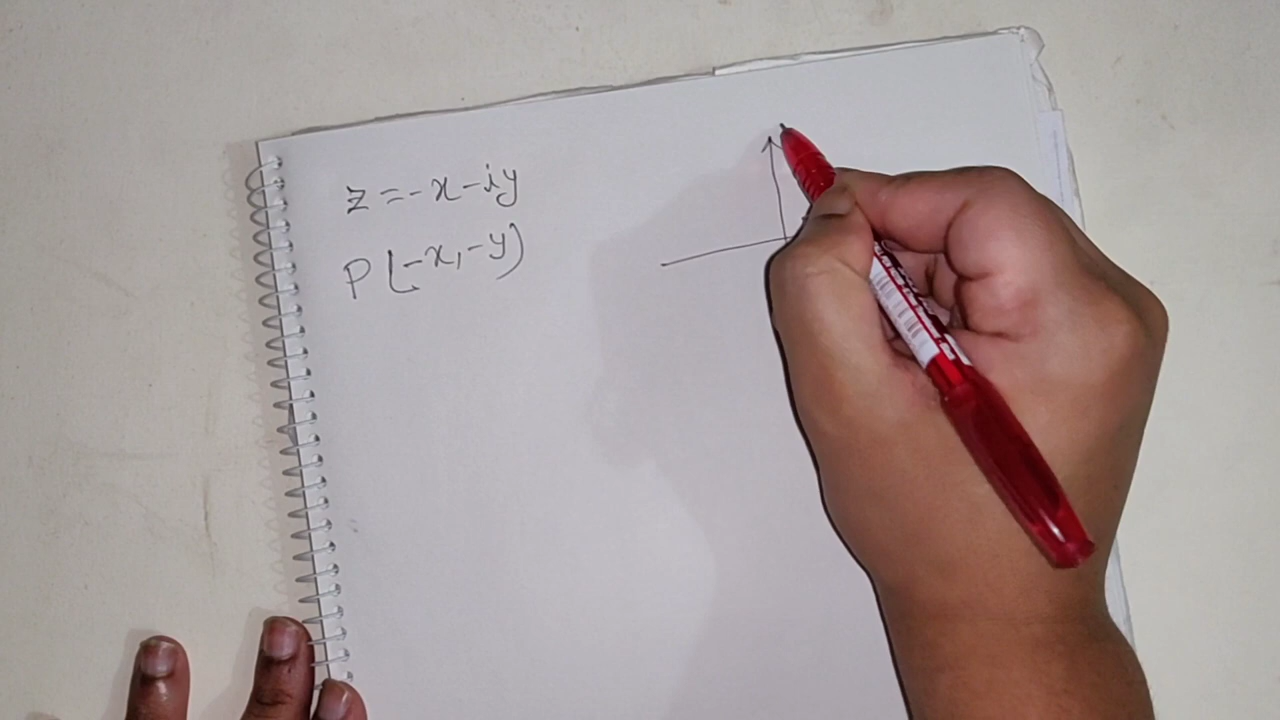 z = -x - iy
P(-x, -y)